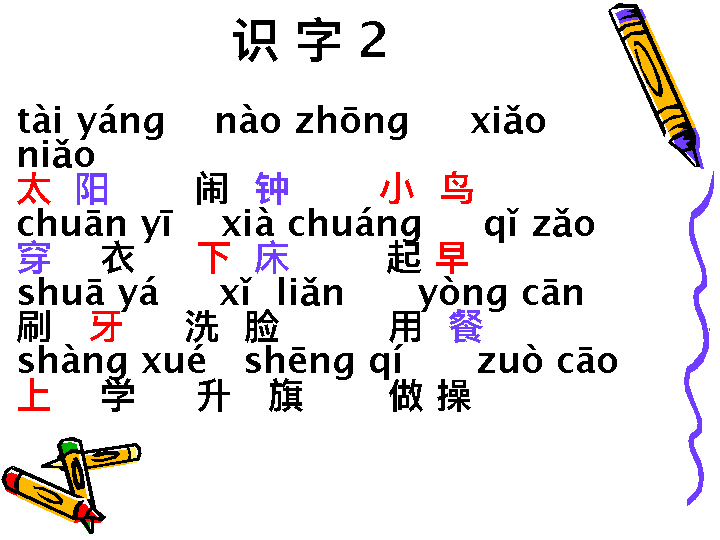 识 字 2
tài yáng nào zhōng xiǎo
niǎo
太 阳 闹 钟 小 鸟
chuān yī xià chuáng qǐ zǎo
穿 衣 下 床 起 早
shuā yá xǐ liǎn yòng cān
刷 牙 洗 脸 用 餐
shàng xué shēng qí zuò cāo
上 学 升 旗 做 操